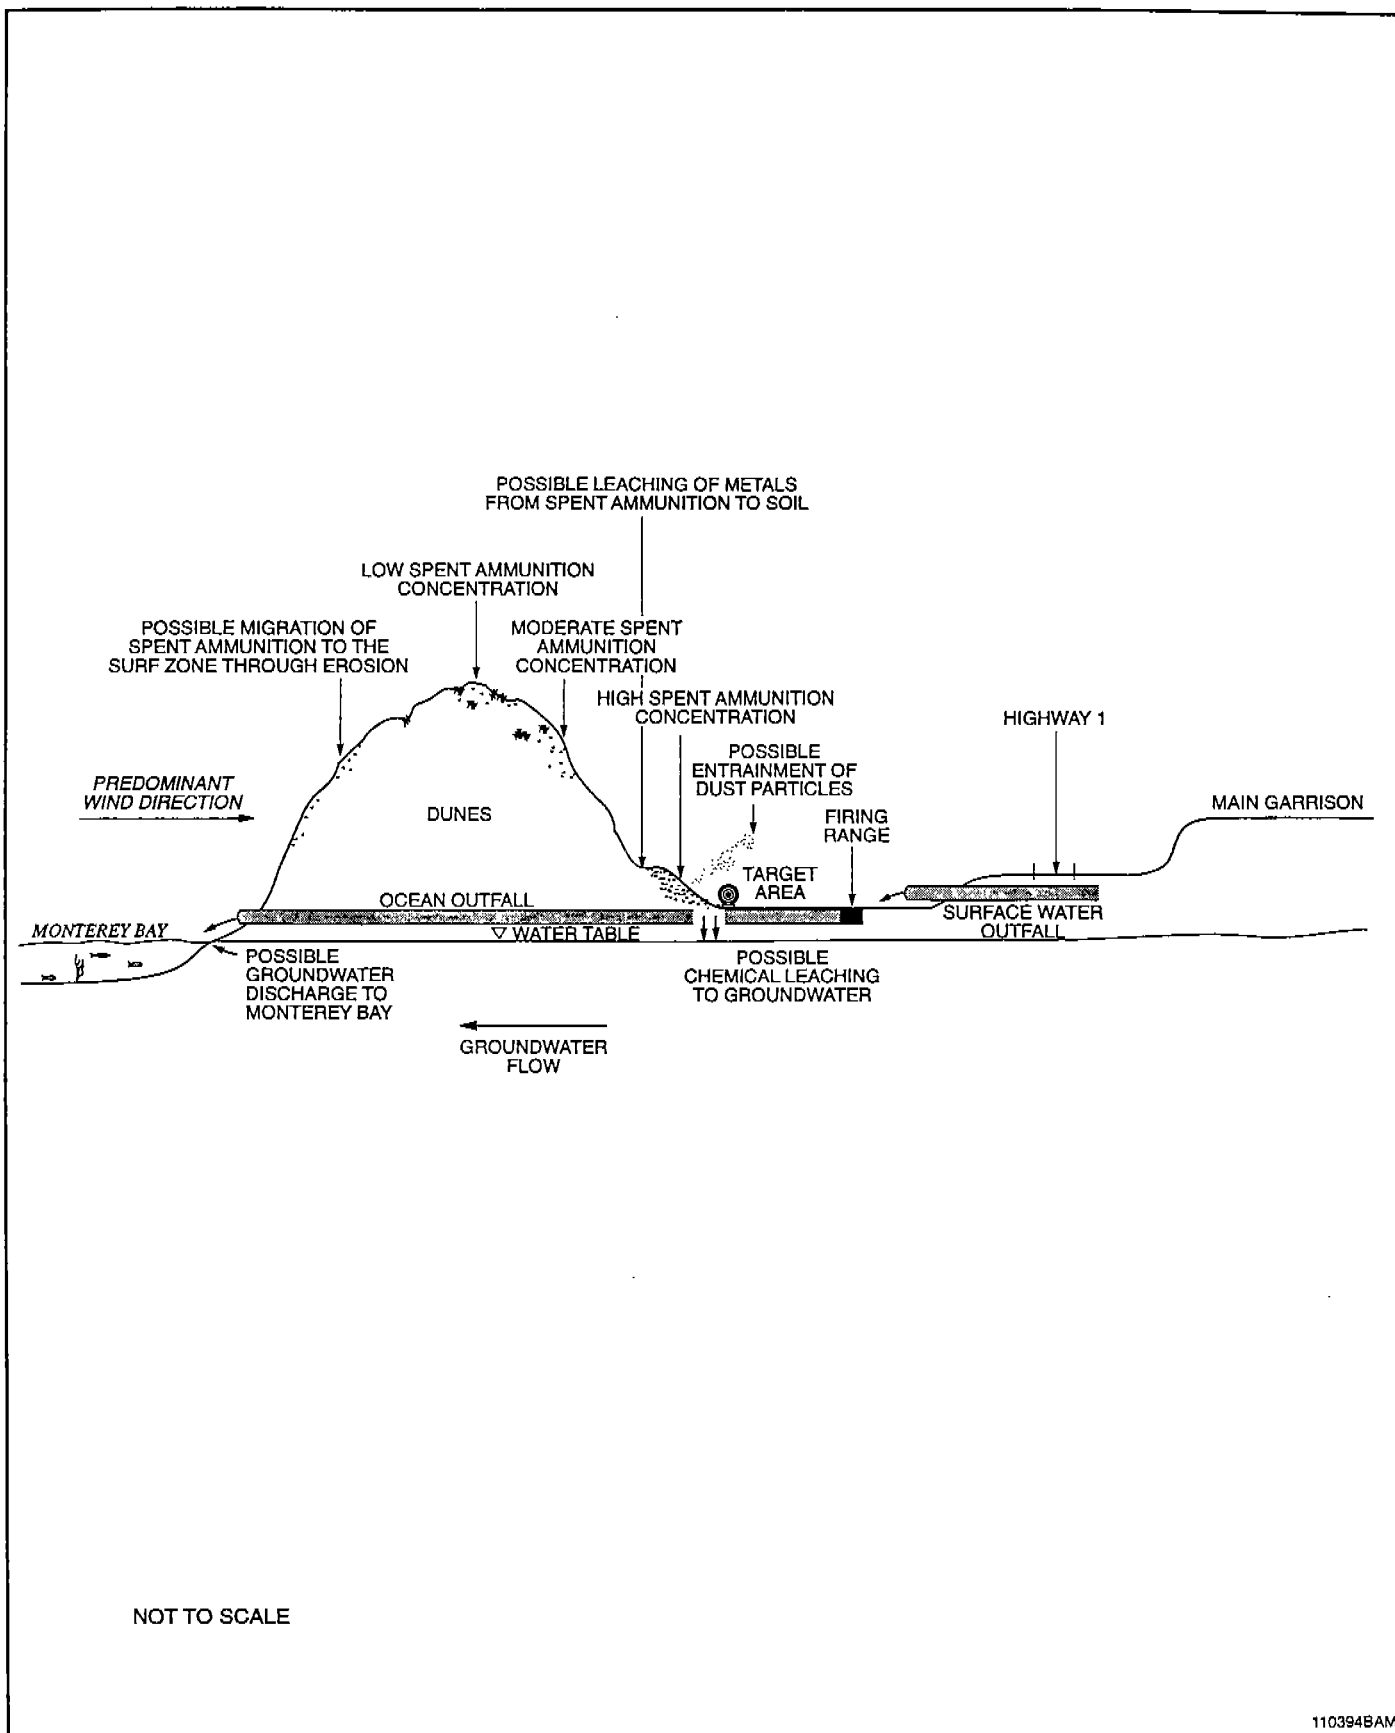 POSSIBLE LEACHING OF METALS
FROM SPENT AMMUNITION TO SOIL
LOW SPENT AMMUNITION
CONCENTRATION
POSSIBLE MIGRATION OF
SPENT AMMUNITION TO THE
SURF ZONE THROUGH EROSION
MODERATE SPENT
AMMUNITION
CONCENTRATION
HIGH SPENT AMMUNITION
CONCENTRATION
HIGHWAY 1
POSSIBLE
ENTRAINMENT OF
DUST PARTICLES
PREDOMINANT
WIND DIRECTION
DUNES
FIRING
RANGE
MAIN GARRISON
TARGET
AREA
OCEAN OUTFALL
SURFACE WATER
OUTFALL
MONTEREY BAY
WATER TABLE
POSSIBLE
GROUNDWATER
DISCHARGE TO
MONTEREY BAY
POSSIBLE
CHEMICAL LEACHING
TO GROUNDWATER
GROUNDWATER
FLOW
NOT TO SCALE
110394BAM